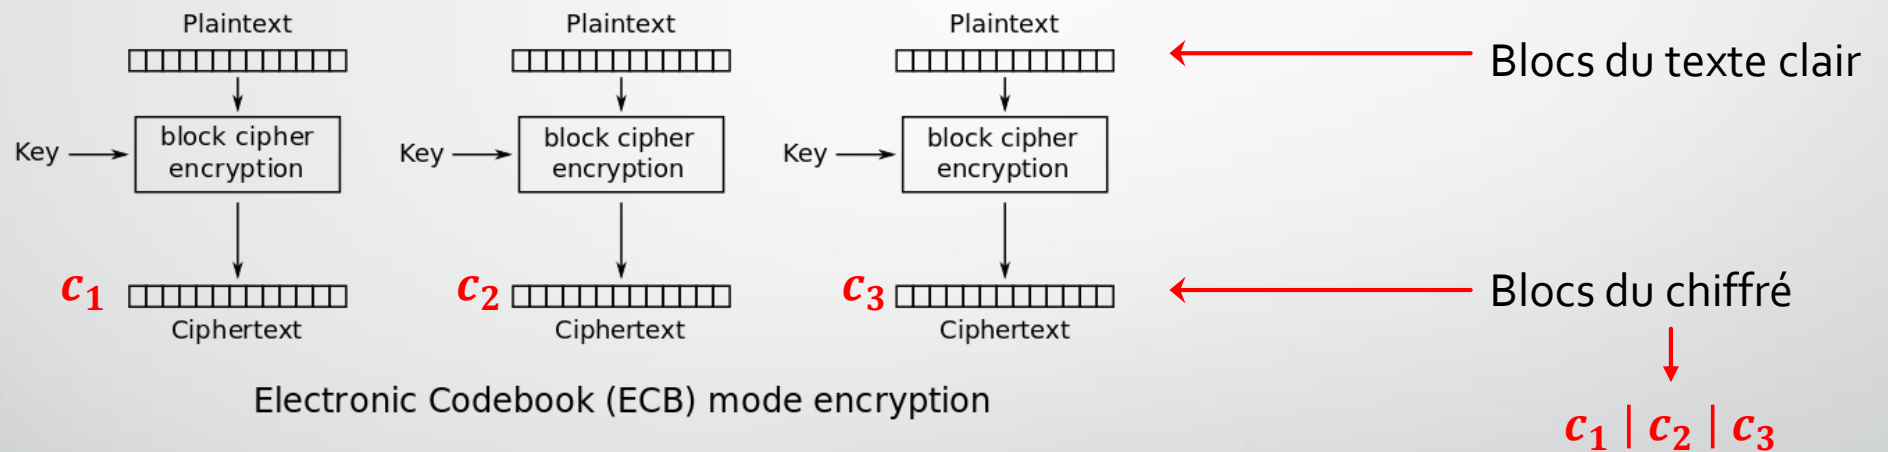 Plaintext
Plaintext
Plaintext
Blocs du texte clair
Key
block cipher
encryption
Key
block cipher
encryption
Key
block cipher
encryption
c₁
c₂
c₃
Blocs du chiffré
Ciphertext
Ciphertext
Ciphertext
Electronic Codebook (ECB) mode encryption
c₁ | c₂ | c₃